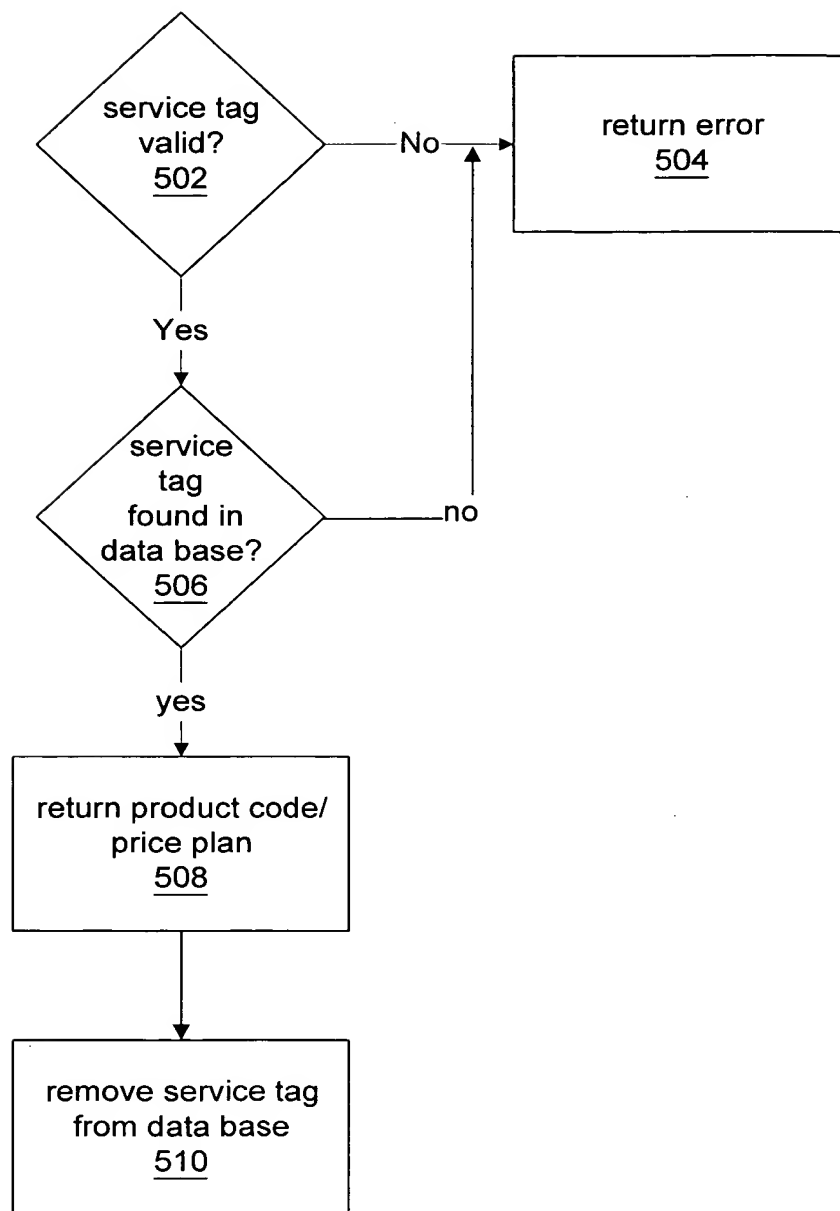 service tag
valid?
502
No
return error
504
Yes
service
tag
found in
data base?
506
no
yes
return product code/
price plan
508
remove service tag
from data base
510